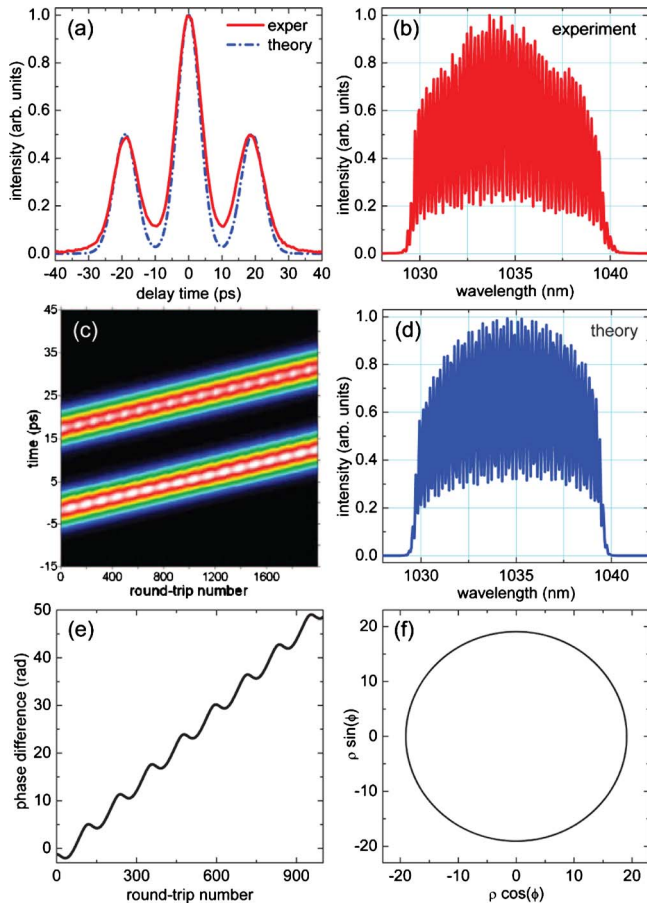 (a)
exper
theory
intensity (arb. units)
1.0
0.8
0.6
0.4
0.2
0.0
-40 -30 -20 -10 0 10 20 30 40
delay time (ps)
(b)
experiment
intensity (arb. units)
1.0
0.8
0.6
0.4
0.2
0.0
1030 1035 1040
wavelength (nm)
(c)
time (ps)
45
35
25
15
5
-5
-15
0 400 800 1200 1600
round-trip number
(d)
theory
intensity (arb. units)
1.0
0.8
0.6
0.4
0.2
0.0
1030 1035 1040
wavelength (nm)
(e)
phase difference (rad)
50
40
30
20
10
0
0 300 600 900
round-trip number
(f)
ρ sin(ϕ)
20
10
0
-10
-20
-20 -10 0 10 20
ρ cos(ϕ)